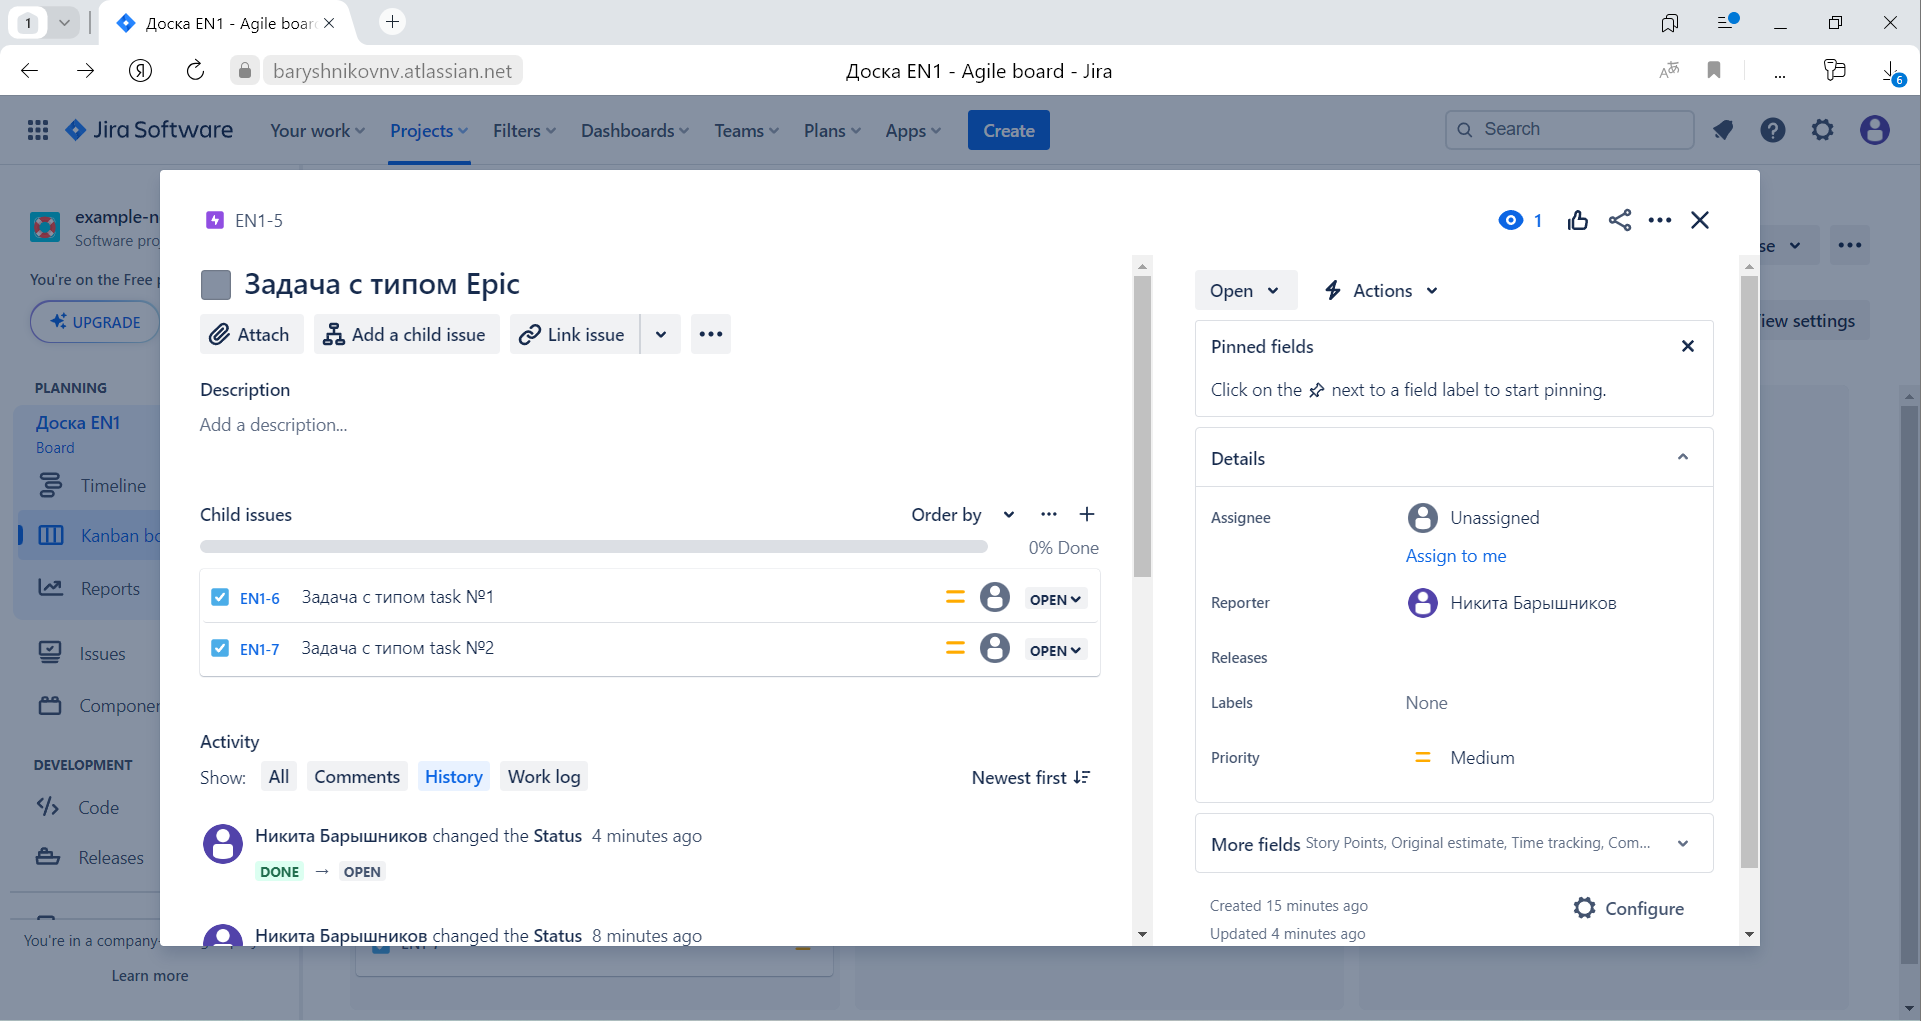 1
Доска EN1 - Agile boar
baryshnikovnv.atlassian.net
Доска EN1 - Agile board - Jira
6
Jira Software
Your work
Projects
Filters
Dashboards
Teams
Plans
Apps
Create
Search
example-n
Software proj
You're on the Free p
UPGRADE
PLANNING
Доска EN1
Board
Timeline
Kanban bo
Reports
Issues
Componen
DEVELOPMENT
Code
Releases
You're in a company-
Learn more
se
iew settings
EN1-5
1
Задача с типом Epic
Attach
Add a child issue
Link issue
Description
Add a description...
Child issues
Order by
0% Done
EN1-6 Задача с типом task №1 OPEN
EN1-7 Задача с типом task №2 OPEN
Activity
Show: All Comments History Work log
Newest first
Никита Барышников changed the Status 4 minutes ago
DONE → OPEN
Никита Барышников changed the Status 8 minutes ago
Open
Actions
Pinned fields
Click on the next to a field label to start pinning.
Details
Assignee
Unassigned
Assign to me
Reporter
Никита Барышников
Releases
Labels
None
Priority
Medium
More fields Story Points, Original estimate, Time tracking, Com...
Created 15 minutes ago
Updated 4 minutes ago
Configure